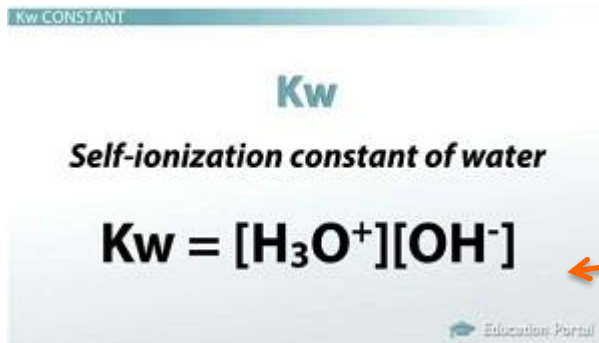 Kw CONSTANT
Kw
Self-ionization constant of water
Kw = [H₃O⁺][OH⁻]
Education Portal